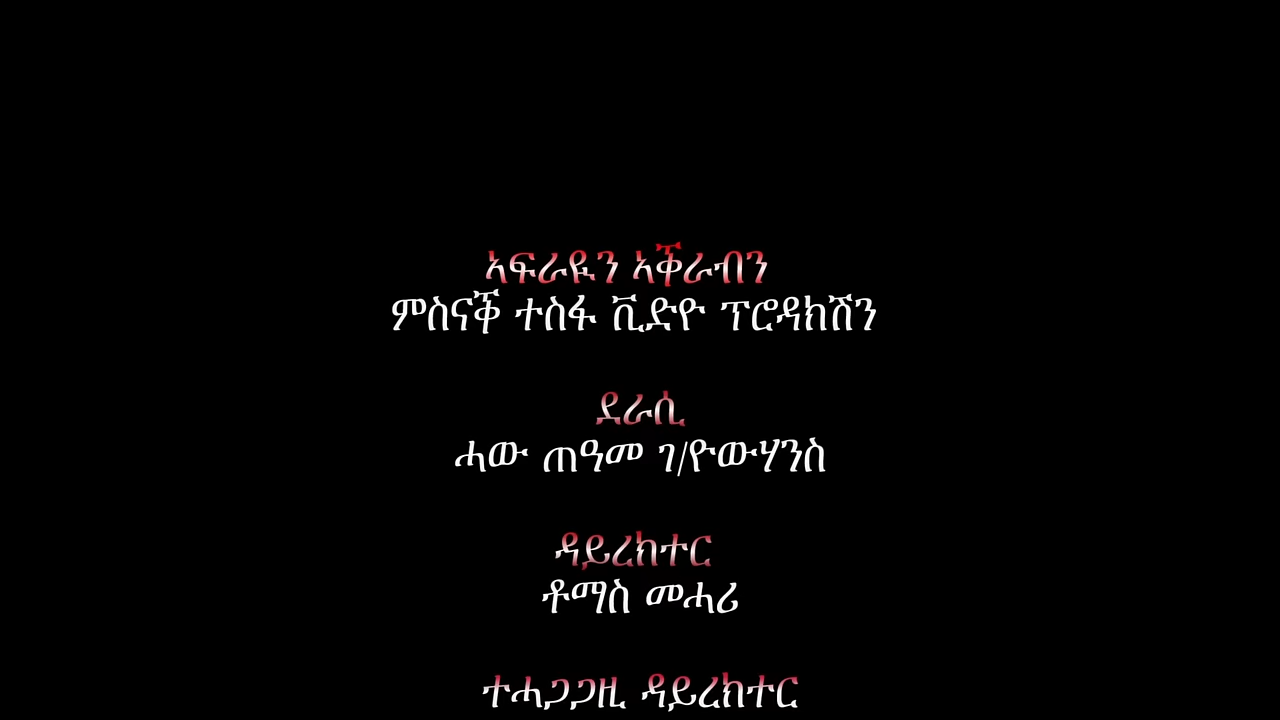 ኣፍራዪን ኣቕራብን
ምስናቕ ተስፋ ቪድዮ ፕሮዳክሽን
ደራሲ
ሓው ጠዓመ ገ/ዮውሃንስ
ዳይረክተር
ቶማስ መሓሪ
ተሓጋጋዚ ዳይረክተር